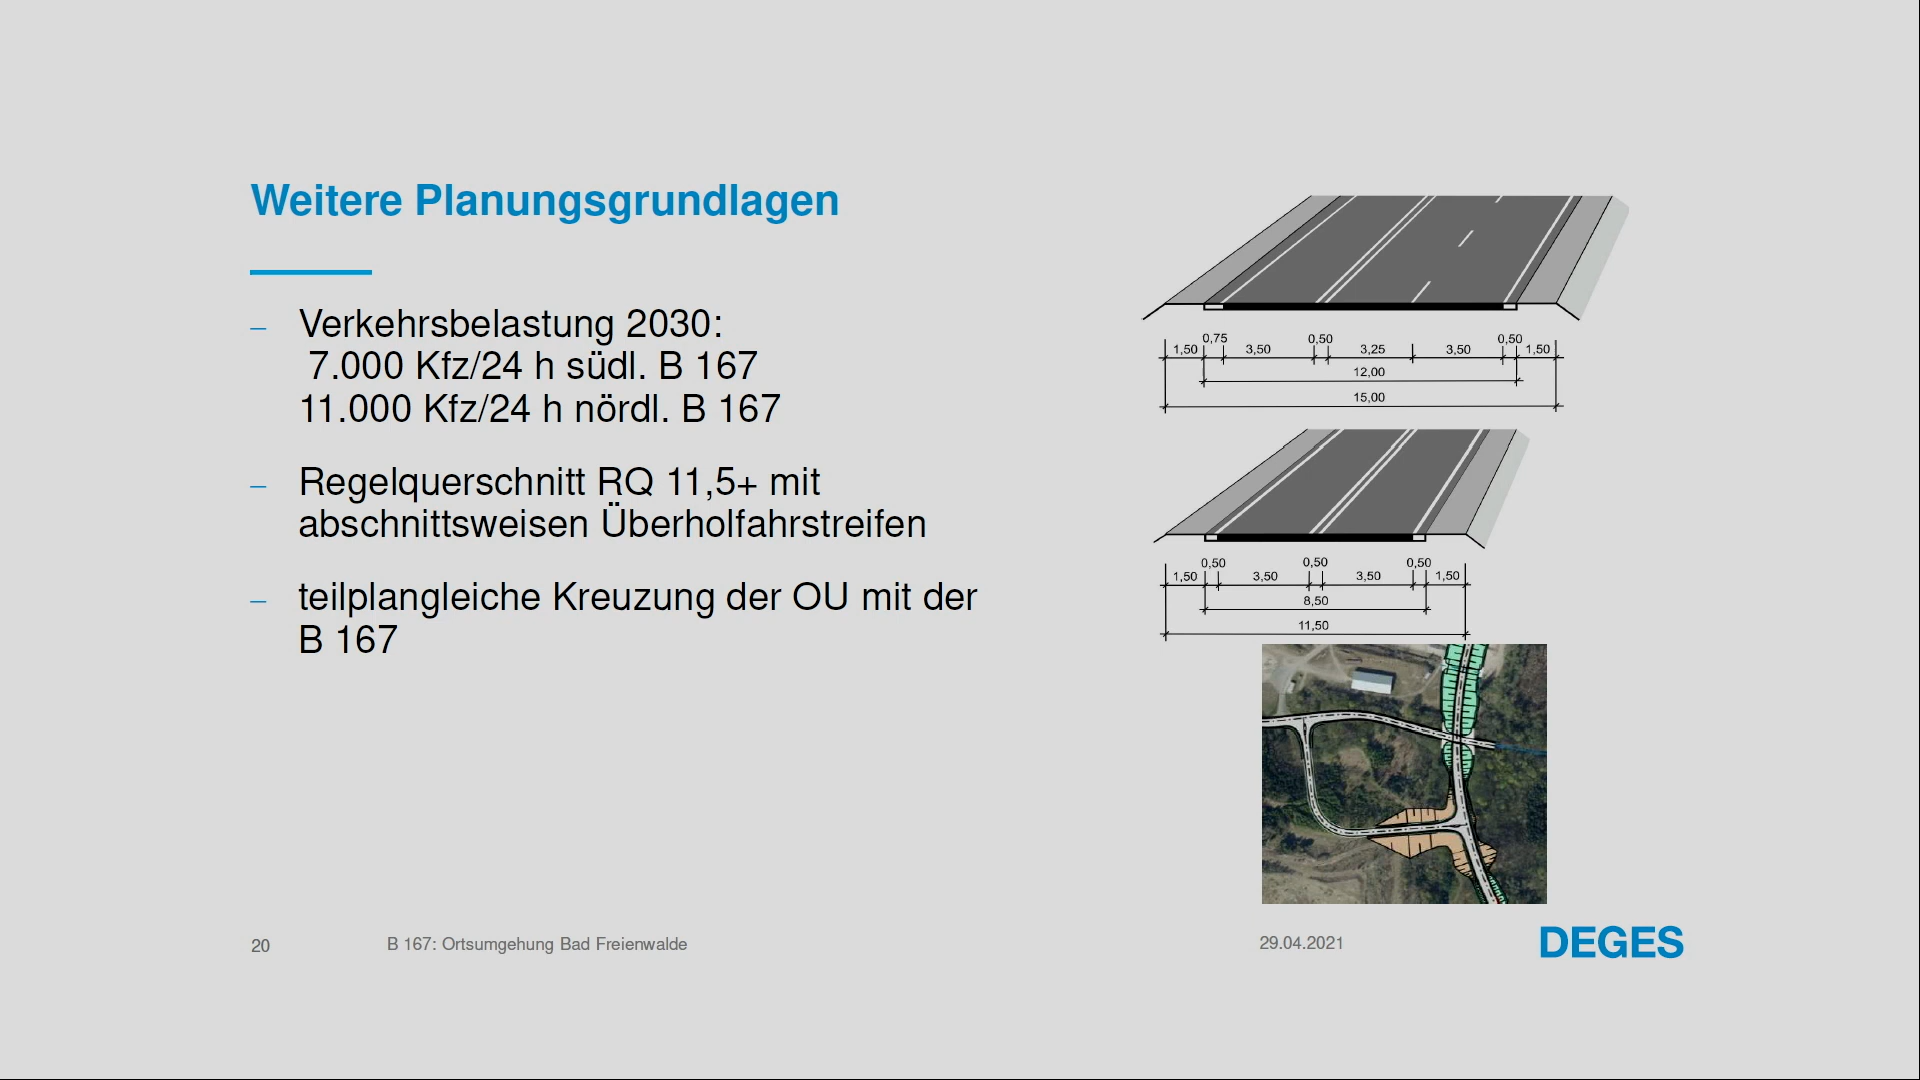 Weitere Planungsgrundlagen
– Verkehrsbelastung 2030:
7.000 Kfz/24 h südl. B 167
11.000 Kfz/24 h nördl. B 167
– Regelquerschnitt RQ 11,5+ mit
abschnittsweisen Überholfahrstreifen
– teilplangleiche Kreuzung der OU mit der
B 167
0,75 0,50 0,50
1,50 3,50 3,25 3,50 1,50
12,00
15,00
0,50 0,50 0,50
1,50 3,50 3,50 1,50
8,50
11,50
20 B 167: Ortsumgehung Bad Freienwalde 29.04.2021 DEGES